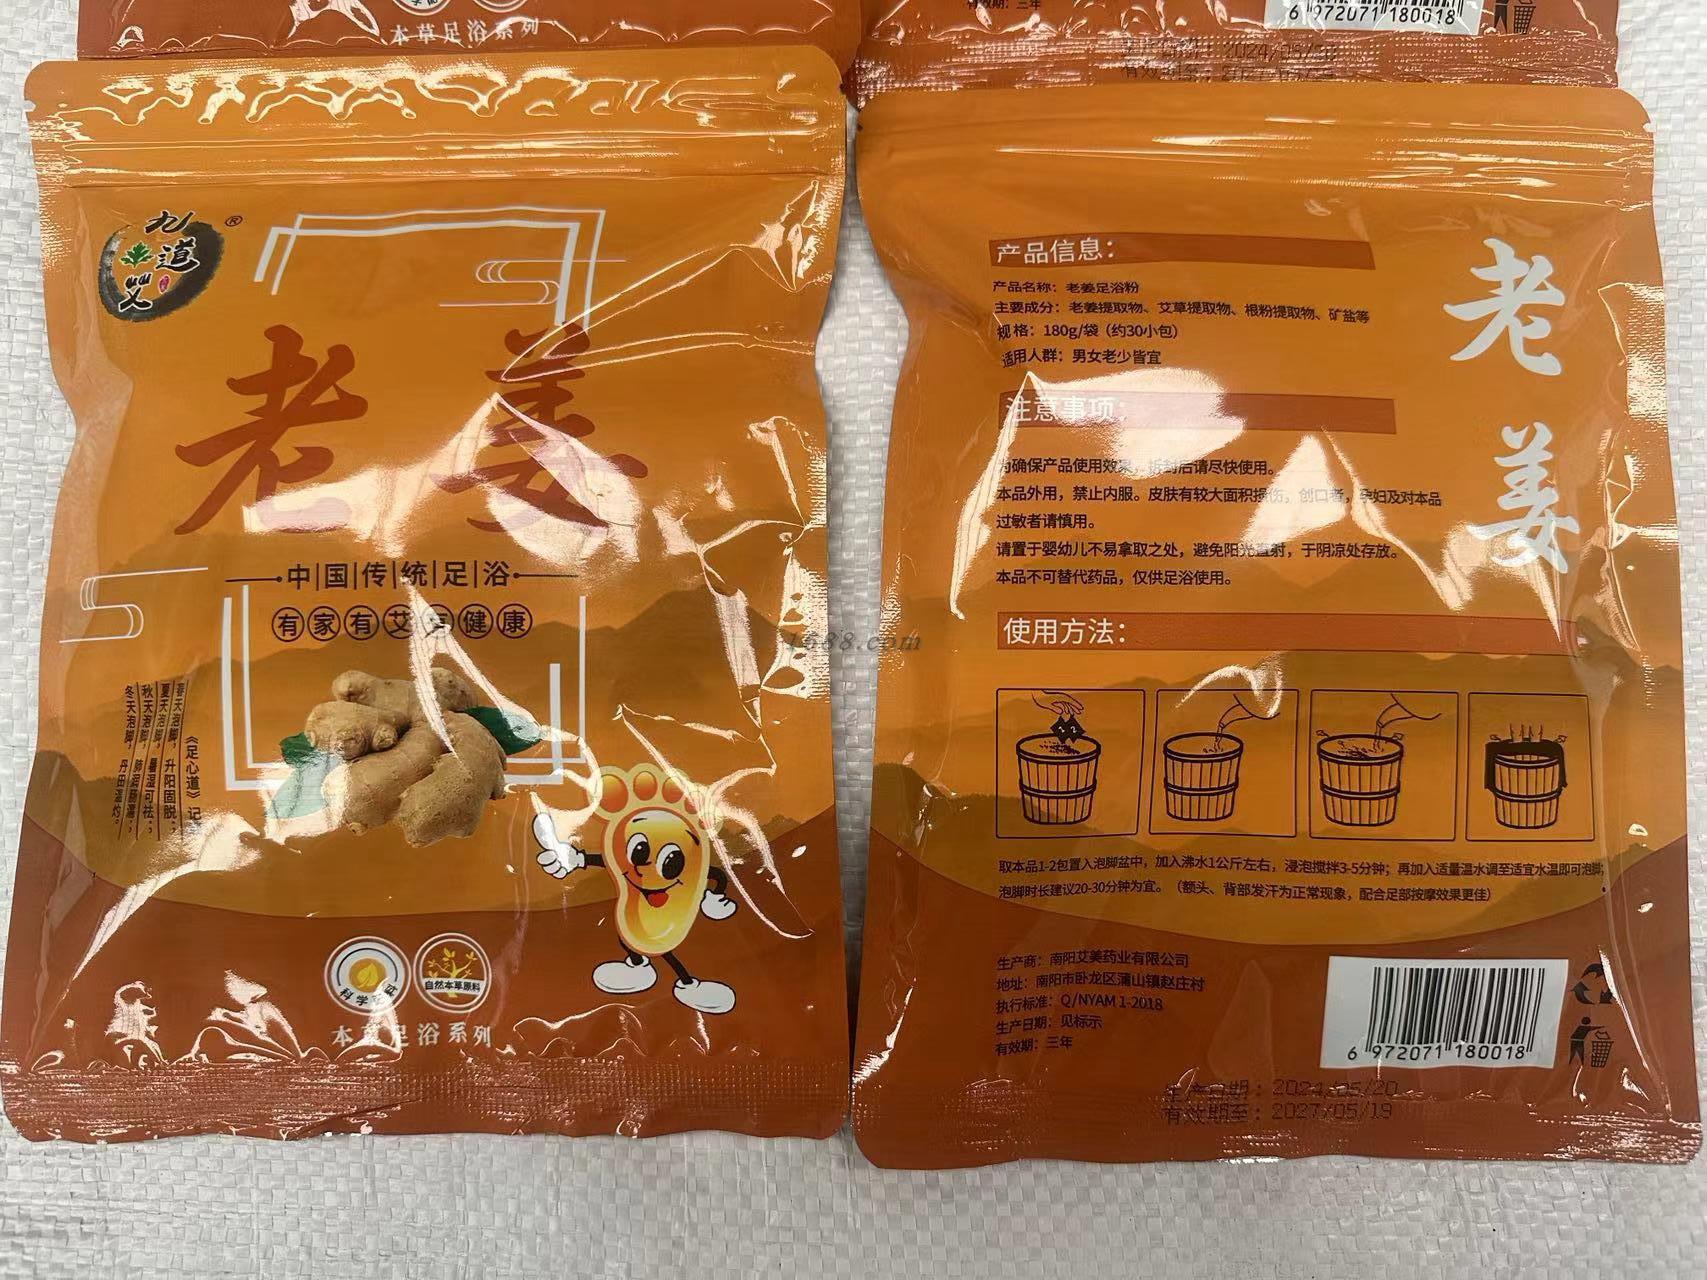 本草足浴系列
有效期：三年
6 972071 180018
2024/05/20
九道艾
®
老姜
中国传统足浴
有家有艾享健康
《足心道》记
春天泡脚，升阳固脱；
夏天泡脚，暑湿可祛；
秋天泡脚，肺润肠濡；
冬天泡脚，丹田温灼。
科学
自然本草原料
本草足浴系列
老姜
产品信息：
产品名称：老姜足浴粉
主要成分：老姜提取物、艾草提取物、根粉提取物、矿盐等
规格：180g/袋（约30小包）
适用人群：男女老少皆宜
注意事项：
为确保产品使用效果，拆封后请尽快使用。
本品外用，禁止内服。皮肤有较大面积损伤，创口者，孕妇及对本品
过敏者请慎用。
请置于婴幼儿不易拿取之处，避免阳光直射，于阴凉处存放。
本品不可替代药品，仅供足浴使用。
使用方法：
取本品1-2包置入泡脚盆中，加入沸水1公斤左右，浸泡搅拌3-5分钟；再加入适量温水调至适宜水温即可泡脚；
泡脚时长建议20-30分钟为宜。（额头、背部发汗为正常现象，配合足部按摩效果更佳）
生产商：南阳艾美药业有限公司
地址：南阳市卧龙区蒲山镇赵庄村
执行标准：Q/NYAM 1-2018
生产日期：见标示
有效期：三年
6 972071 180018
生产日期：2024/05/20
有效期至：2027/05/19
1688.com